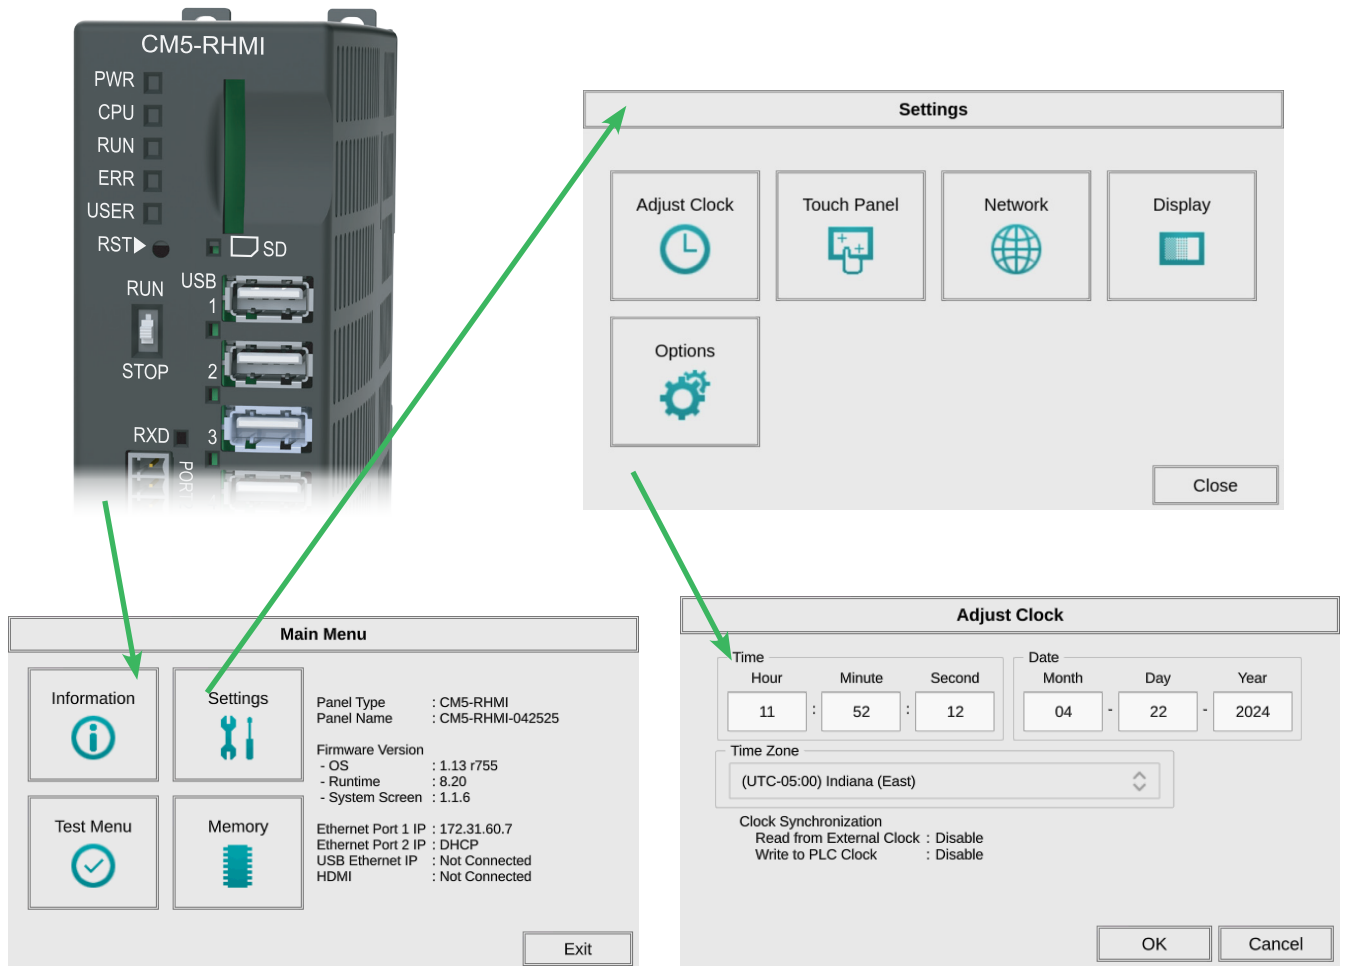 CM5-RHMI
PWR
CPU
RUN
ERR
USER
RST
SD
USB
RUN
1
STOP
2
RXD
3
Settings
Adjust Clock
Touch Panel
Network
Display
Options
Close
Main Menu
Information
Settings
Test Menu
Memory
Panel Type : CM5-RHMI
Panel Name : CM5-RHMI-042525
Firmware Version
- OS : 1.13 r755
- Runtime : 8.20
- System Screen : 1.1.6
Ethernet Port 1 IP : 172.31.60.7
Ethernet Port 2 IP : DHCP
USB Ethernet IP : Not Connected
HDMI : Not Connected
Exit
Adjust Clock
Time
Hour Minute Second
11 : 52 : 12
Date
Month Day Year
04 - 22 - 2024
Time Zone
(UTC-05:00) Indiana (East)
Clock Synchronization
Read from External Clock : Disable
Write to PLC Clock : Disable
OK
Cancel